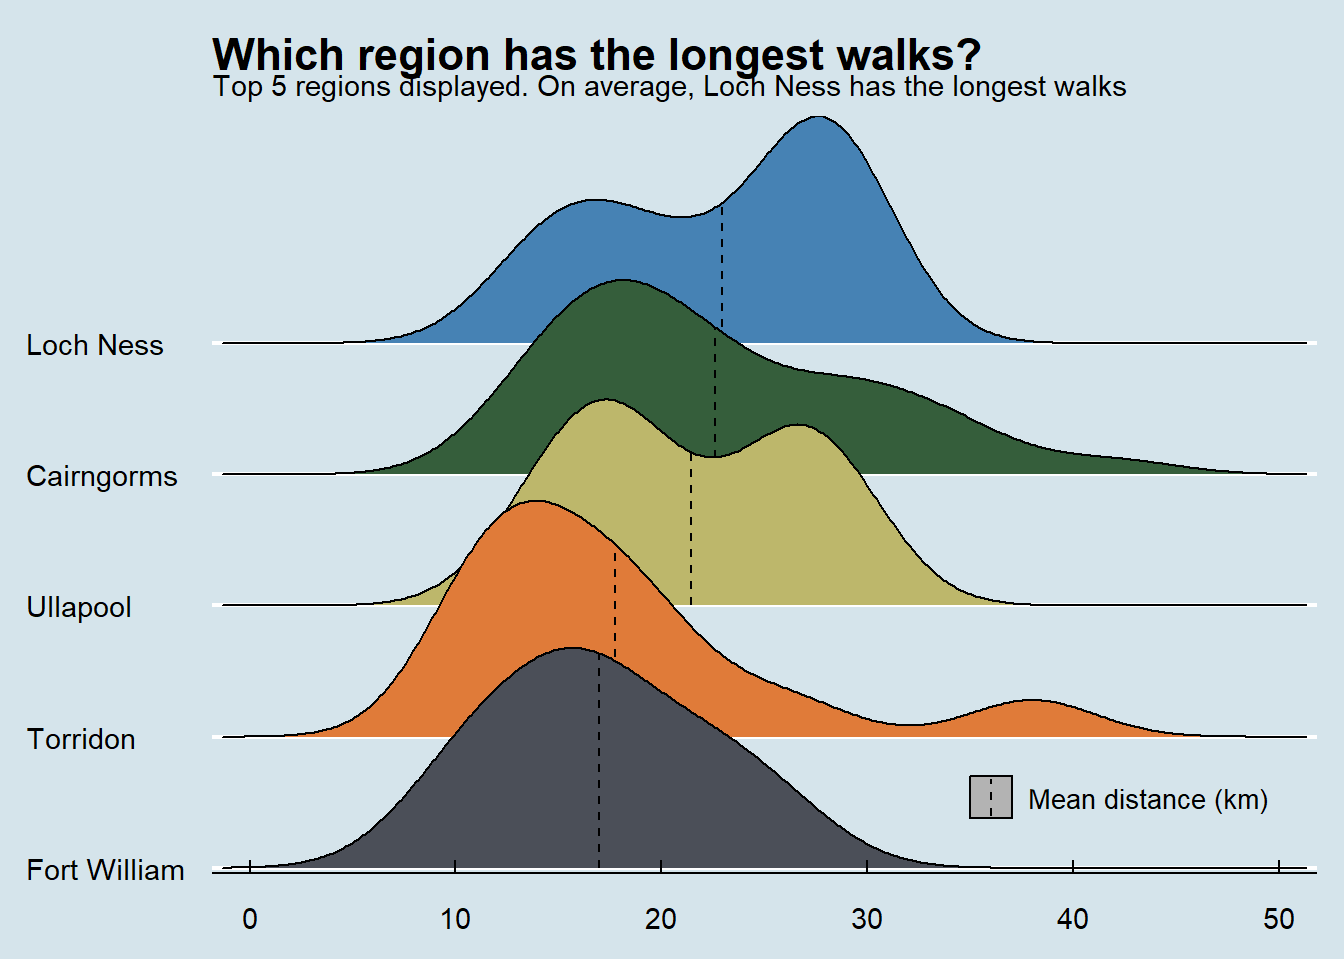 Which region has the longest walks?
Top 5 regions displayed. On average, Loch Ness has the longest walks
Loch Ness
Cairngorms
Ullapool
Torridon
Mean distance (km)
Fort William
0 10 20 30 40 50